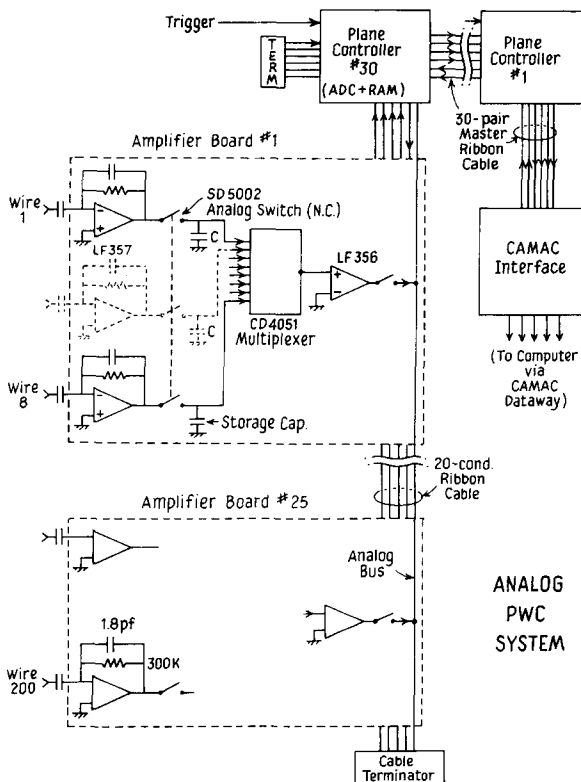 Trigger
TERM
Plane
Controller
#30
(ADC+RAM)
Plane
Controller
#1
30-pair
Master
Ribbon
Cable
Amplifier Board #1
Wire
1
SD5002
Analog Switch (N.C.)
C
LF357
LF356
CD4051
Multiplexer
C
CAMAC
Interface
(To Computer
via
CAMAC
Dataway)
Wire
8
Storage Cap.
20-cond.
Ribbon
Cable
Amplifier Board #25
Analog
Bus
1.8pf
300K
Wire
200
ANALOG
PWC
SYSTEM
Cable
Terminator